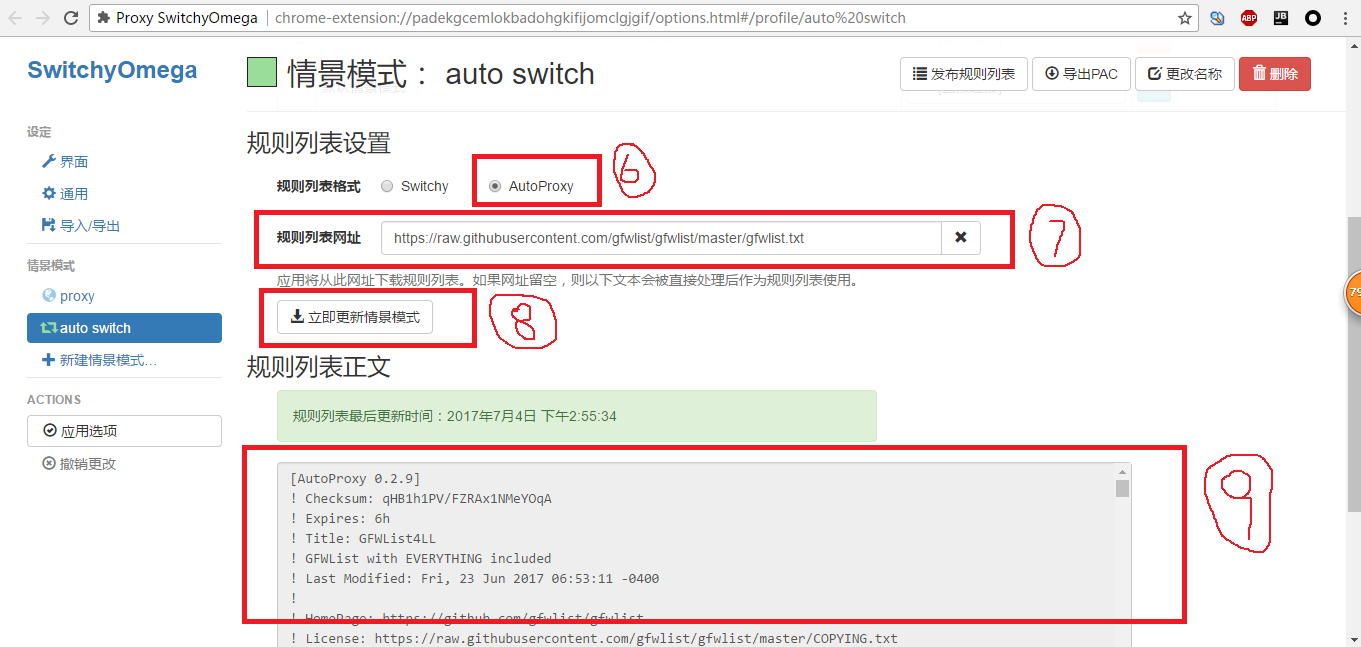 Proxy SwitchyOmega chrome-extension://padekgcemlokbadohgkifijomclgjgif/options.html#/profile/auto%20switch
ABP
JB
SwitchyOmega
情景模式： auto switch
发布规则列表
导出PAC
更改名称
删除
设定
界面
通用
导入/导出
情景模式
proxy
auto switch
新建情景模式…
ACTIONS
应用选项
撤销更改
规则列表设置
规则列表格式 Switchy AutoProxy
6
规则列表网址 https://raw.githubusercontent.com/gfwlist/gfwlist/master/gfwlist.txt
7
应用将从此网址下载规则列表。如果网址留空，则以下文本会被直接处理后作为规则列表使用。
立即更新情景模式
8
规则列表正文
规则列表最后更新时间：2017年7月4日 下午2:55:34
[AutoProxy 0.2.9]
! Checksum: qHB1h1PV/FZRAx1NMeYOqA
! Expires: 6h
! Title: GFWList4LL
! GFWList with EVERYTHING included
! Last Modified: Fri, 23 Jun 2017 06:53:11 -0400
!
! HomePage: https://github.com/gfwlist/gfwlist
! License: https://raw.githubusercontent.com/gfwlist/gfwlist/master/COPYING.txt
9
79